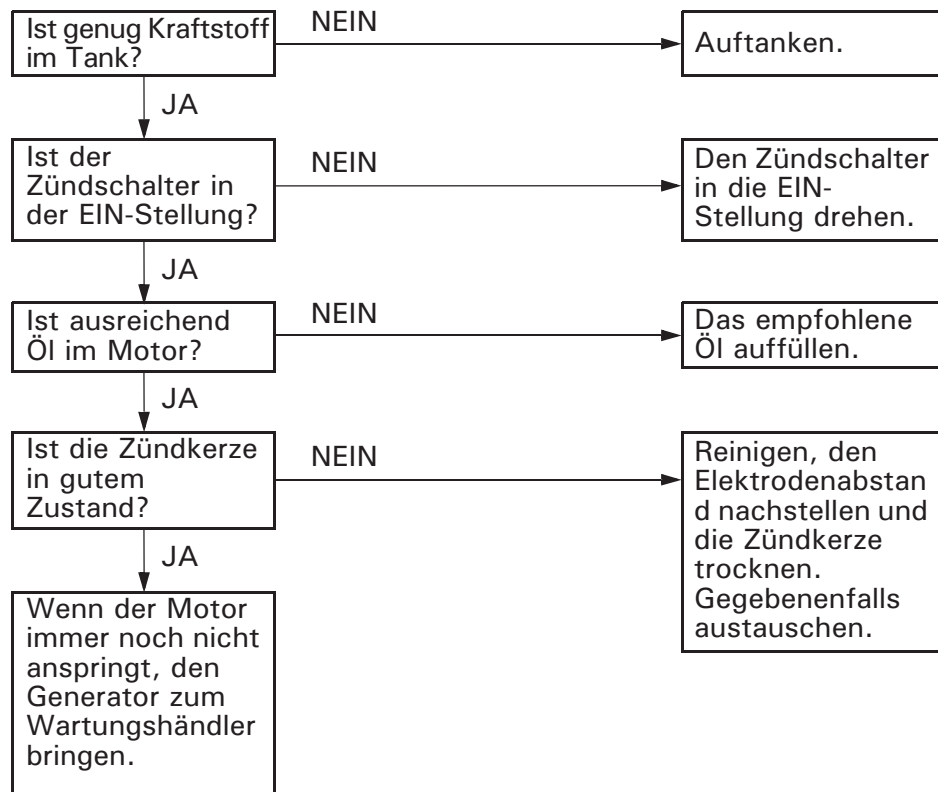 Ist genug Kraftstoff
im Tank?
NEIN
Auftanken.
JA
Ist der
Zündschalter in
der EIN-Stellung?
NEIN
Den Zündschalter
in die EIN-
Stellung drehen.
JA
Ist ausreichend
Öl im Motor?
NEIN
Das empfohlene
Öl auffüllen.
JA
Ist die Zündkerze
in gutem
Zustand?
NEIN
Reinigen, den
Elektrodenabstan
d nachstellen und
die Zündkerze
trocknen.
Gegebenenfalls
austauschen.
JA
Wenn der Motor
immer noch nicht
anspringt, den
Generator zum
Wartungshändler
bringen.